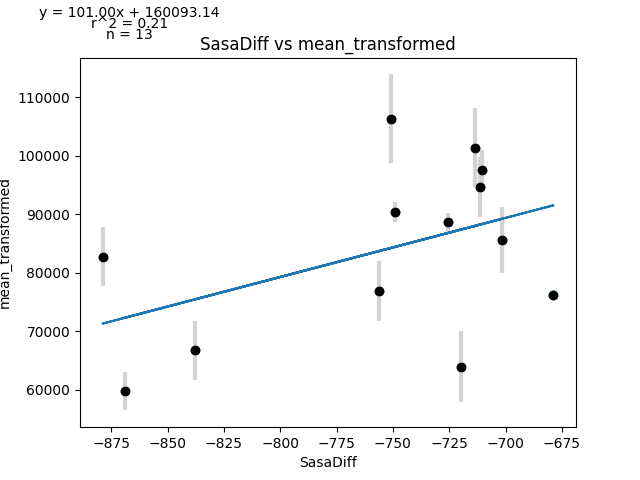 y = 101.00x + 160093.14
r^2 = 0.21
n = 13
SasaDiff vs mean_transformed
mean_transformed
110000
100000
90000
80000
70000
60000
−875
−850
−825
−800
−775
−750
−725
−700
−675
SasaDiff